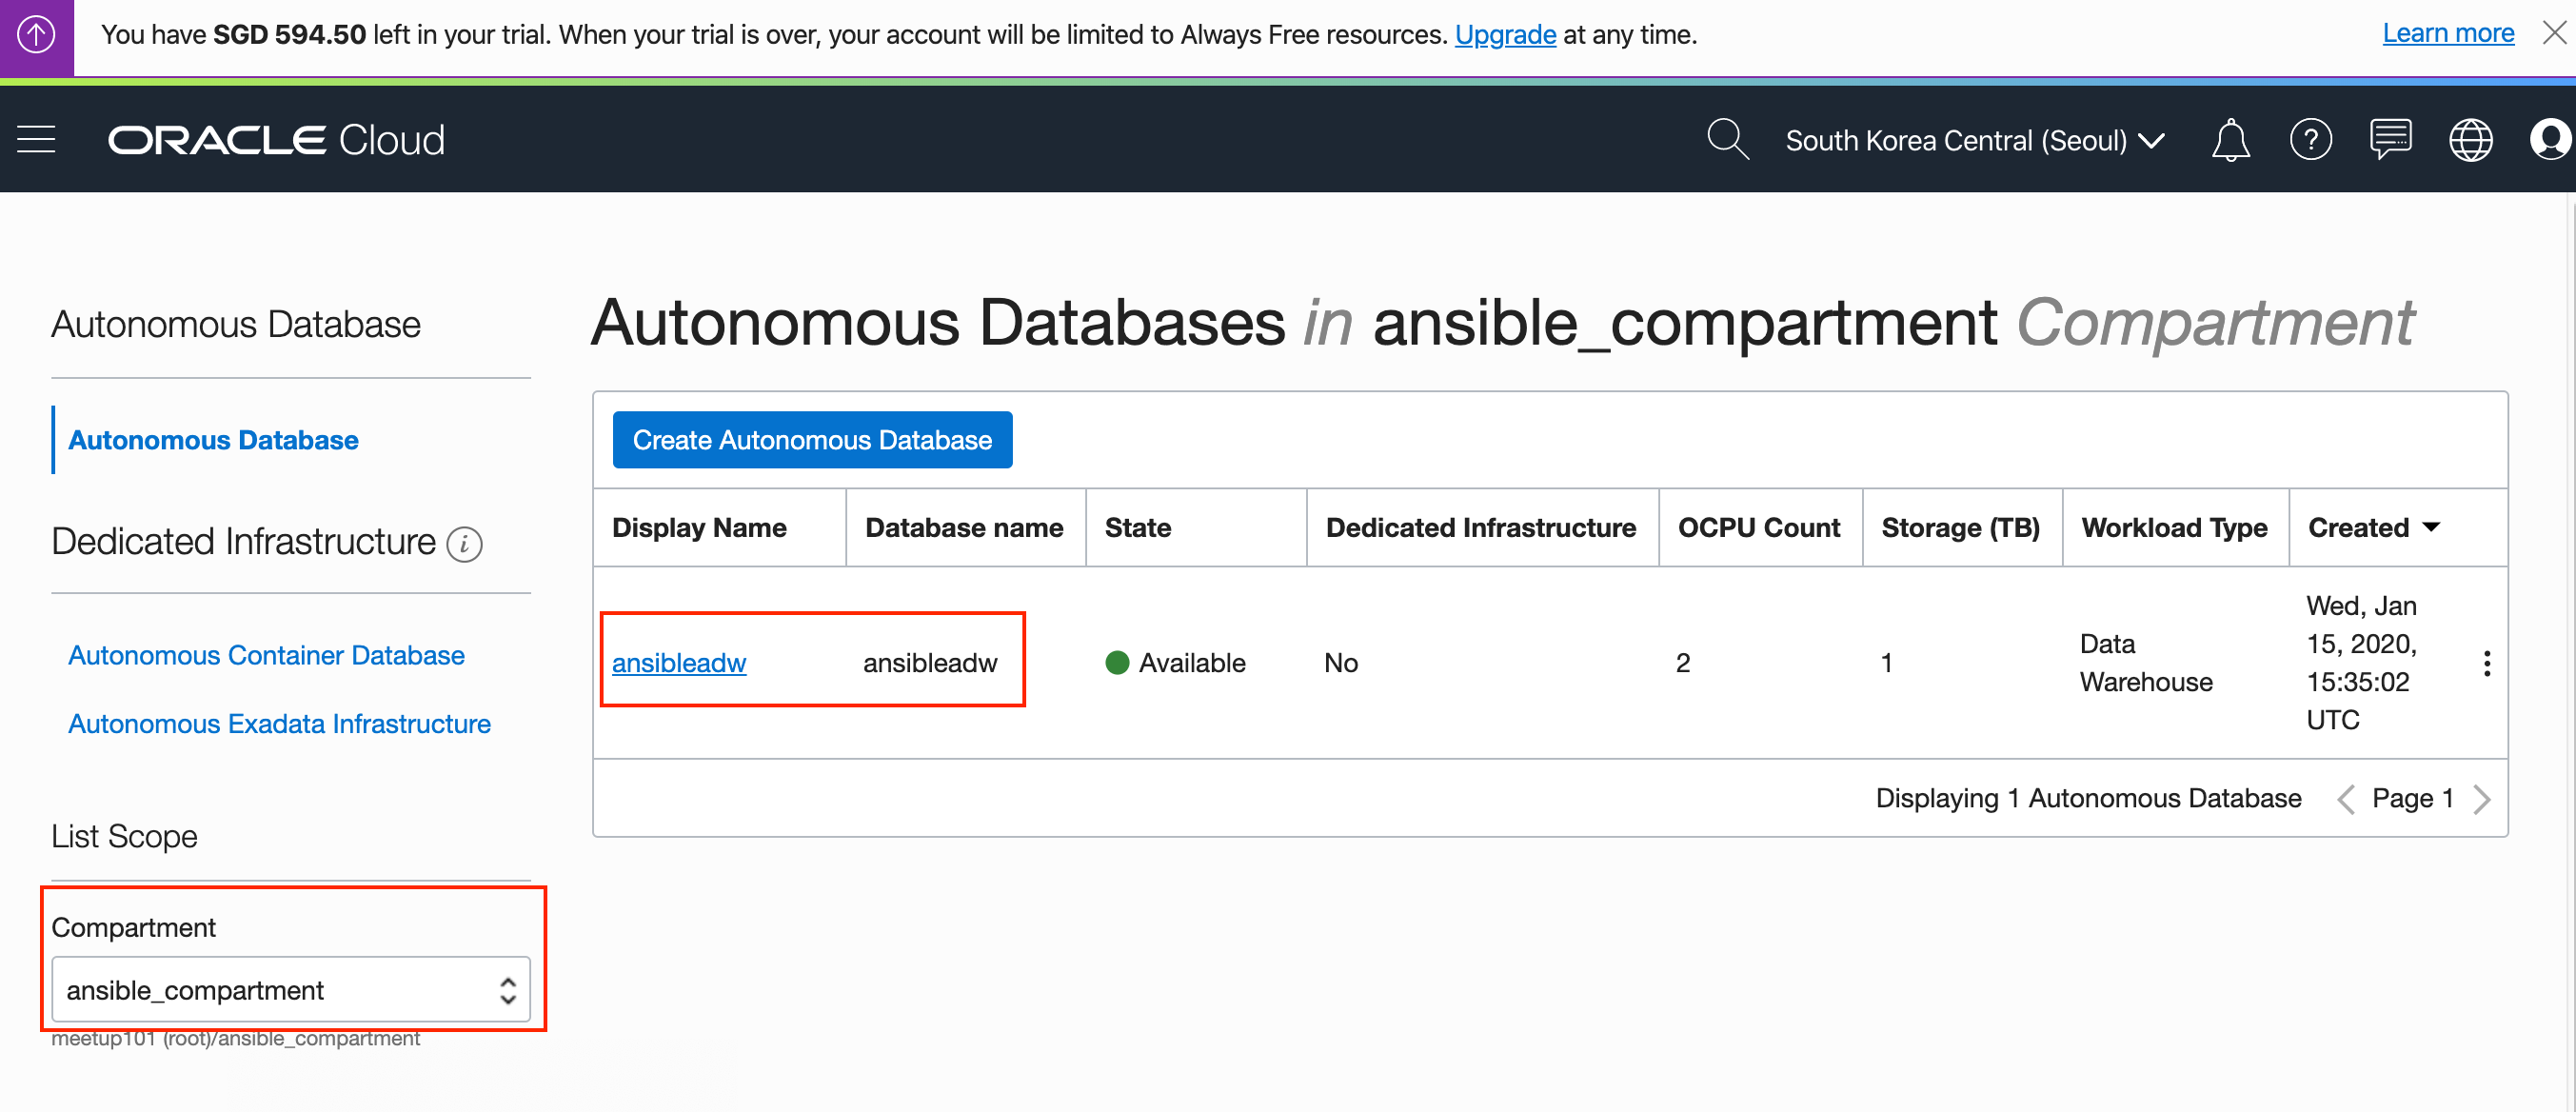 You have SGD 594.50 left in your trial. When your trial is over, your account will be limited to Always Free resources. Upgrade at any time.
Learn more
ORACLE Cloud
South Korea Central (Seoul)
Autonomous Database
Autonomous Database
Dedicated Infrastructure
Autonomous Container Database
Autonomous Exadata Infrastructure
List Scope
Compartment
ansible_compartment
meetup101 (root)/ansible_compartment
Autonomous Databases in ansible_compartment Compartment
Create Autonomous Database
Display Name Database name State Dedicated Infrastructure OCPU Count Storage (TB) Workload Type Created
ansibleadw ansibleadw Available No 2 1
Data
Warehouse
Wed, Jan
15, 2020,
15:35:02
UTC
Displaying 1 Autonomous Database Page 1